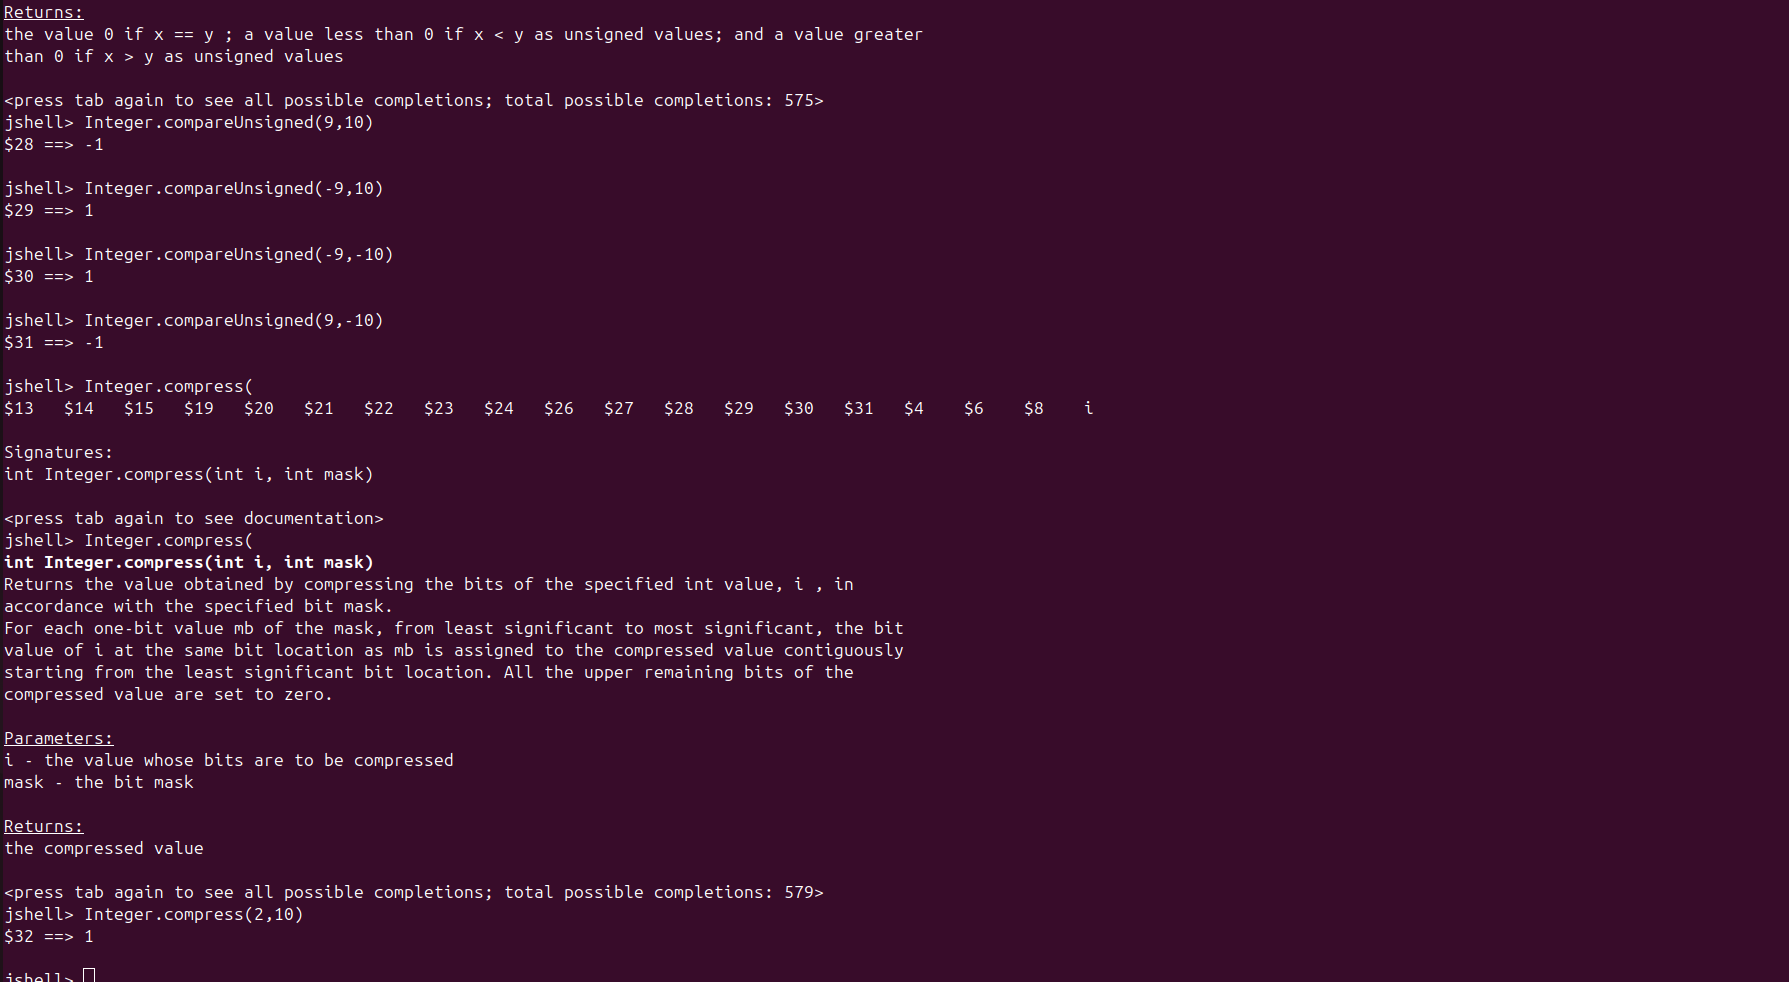 Returns:
the value 0 if x == y ; a value less than 0 if x < y as unsigned values; and a value greater
than 0 if x > y as unsigned values
<press tab again to see all possible completions; total possible completions: 575>
jshell> Integer.compareUnsigned(9,10)
$28 ==> -1
jshell> Integer.compareUnsigned(-9,10)
$29 ==> 1
jshell> Integer.compareUnsigned(-9,-10)
$30 ==> 1
jshell> Integer.compareUnsigned(9,-10)
$31 ==> -1
jshell> Integer.compress(
$13   $14   $15   $19   $20   $21   $22   $23   $24   $26   $27   $28   $29   $30   $31   $4    $6    $8    i
Signatures:
int Integer.compress(int i, int mask)
<press tab again to see documentation>
jshell> Integer.compress(
int Integer.compress(int i, int mask)
Returns the value obtained by compressing the bits of the specified int value, i , in
accordance with the specified bit mask.
For each one-bit value mb of the mask, from least significant to most significant, the bit
value of i at the same bit location as mb is assigned to the compressed value contiguously
starting from the least significant bit location. All the upper remaining bits of the
compressed value are set to zero.
Parameters:
i - the value whose bits are to be compressed
mask - the bit mask
Returns:
the compressed value
<press tab again to see all possible completions; total possible completions: 579>
jshell> Integer.compress(2,10)
$32 ==> 1
jshell>